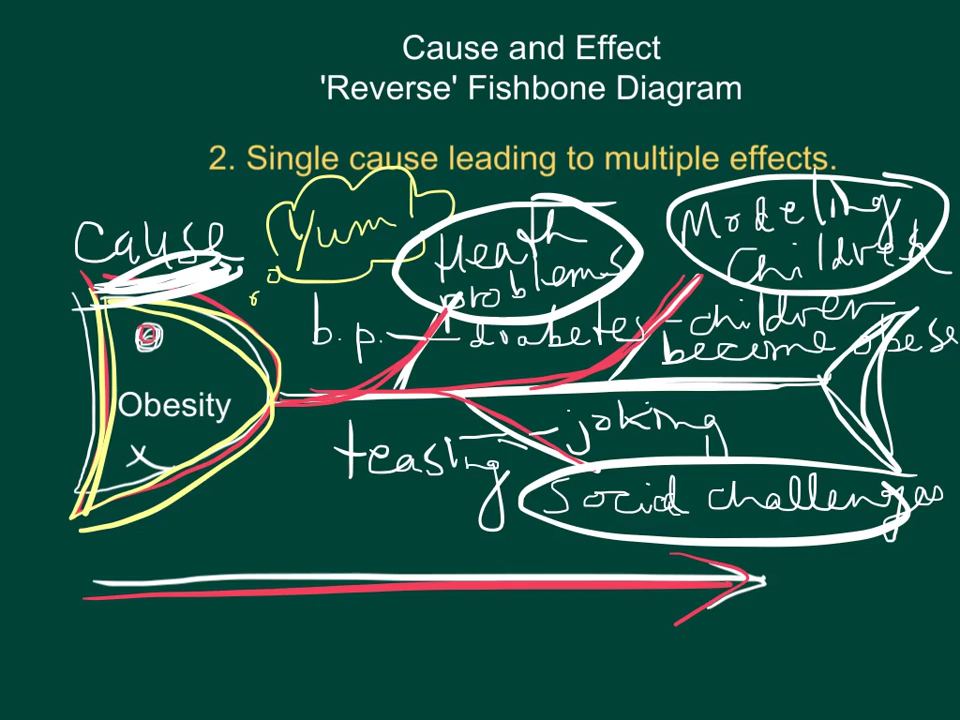 Cause and Effect
'Reverse' Fishbone Diagram
2. Single cause leading to multiple effects.
Cause
Yum
Health
problems
Modeling
Children
b.p. — diabetes
- children
become obese
Obesity
teasing - joking
Social challenges